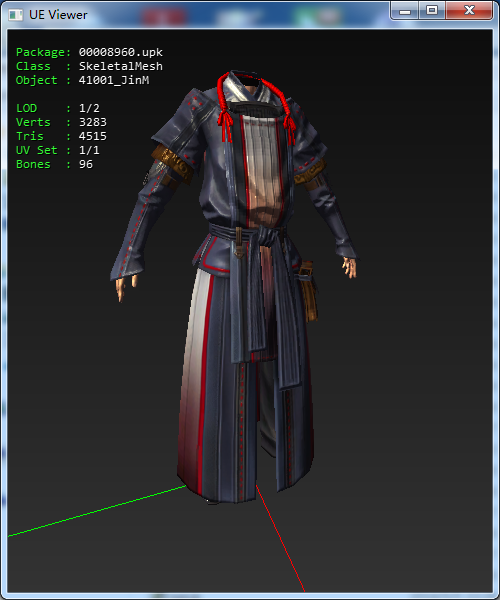 UE Viewer
Package: 00008960.upk
Class : SkeletalMesh
Object : 41001_JinM
LOD : 1/2
Verts : 3283
Tris : 4515
UV Set : 1/1
Bones : 96